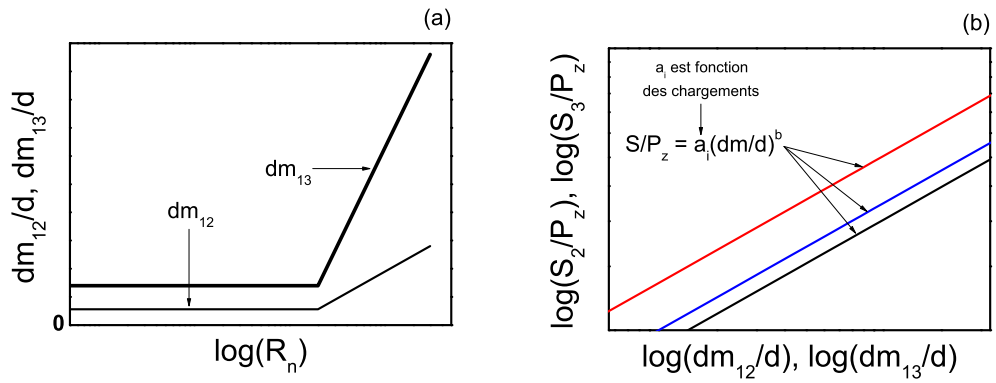 (a)
dm12/d, dm13/d
dm13
dm12
0
log(Rn)
(b)
log(S2/Pz), log(S3/Pz)
ai est fonction
des chargements
S/Pz = ai(dm/d)b
log(dm12/d), log(dm13/d)